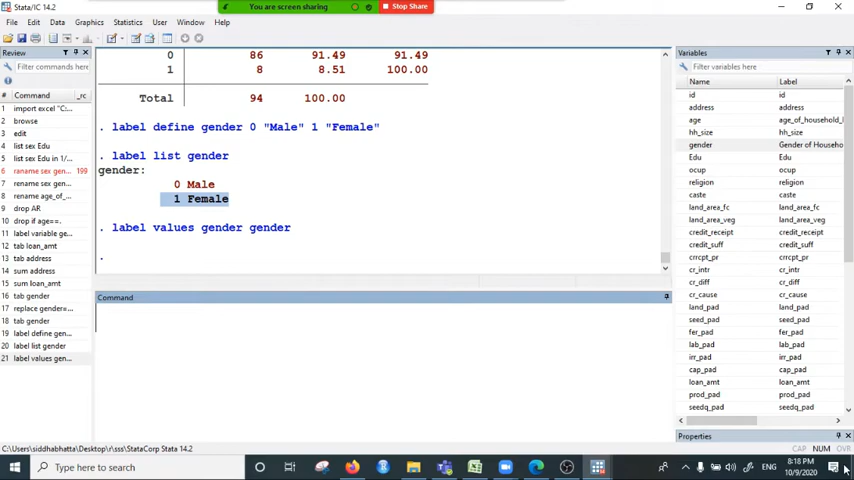 Stata/IC 14.2
You are screen sharing
Stop Share
File Edit Data Graphics Statistics User Window Help
Review
Filter commands here
# Command _rc
1 import excel "C:...
2 browse
3 edit
4 list sex Edu
5 list sex Edu in 1/...
6 rename sex gen... 199
7 rename sex gen...
8 rename age_of_...
9 drop AR
10 drop if age==.
11 label variable ge...
12 tab loan_amt
13 tab address
14 sum address
15 sum loan_amt
16 tab gender
17 replace gender=...
18 tab gender
19 label define gen...
20 label list gender
21 label values gen...
0 86 91.49 91.49
1 8 8.51 100.00
Total 94 100.00
. label define gender 0 "Male" 1 "Female"
. label list gender
gender:
0 Male
1 Female
. label values gender gender
.
Command
Variables
Filter variables here
Name Label
id id
address address
age age_of_household_
hh_size hh_size
gender Gender of Househo
Edu Edu
ocup ocup
religion religion
caste caste
land_area_fc land_area_fc
land_area_veg land_area_veg
credit_receipt credit_receipt
credit_suff credit_suff
crrcpt_pr crrcpt_pr
cr_intr cr_intr
cr_diff cr_diff
cr_cause cr_cause
land_pad land_pad
seed_pad seed_pad
fer_pad fer_pad
lab_pad lab_pad
irr_pad irr_pad
cap_pad cap_pad
loan_amt loan_amt
prod_pad prod_pad
seedq_pad seedq_pad
Properties
C:\Users\siddhabhatta\Desktop\r\sss\StataCorp Stata 14.2
CAP NUM OVR
Type here to search
ENG
8:18 PM
10/9/2020